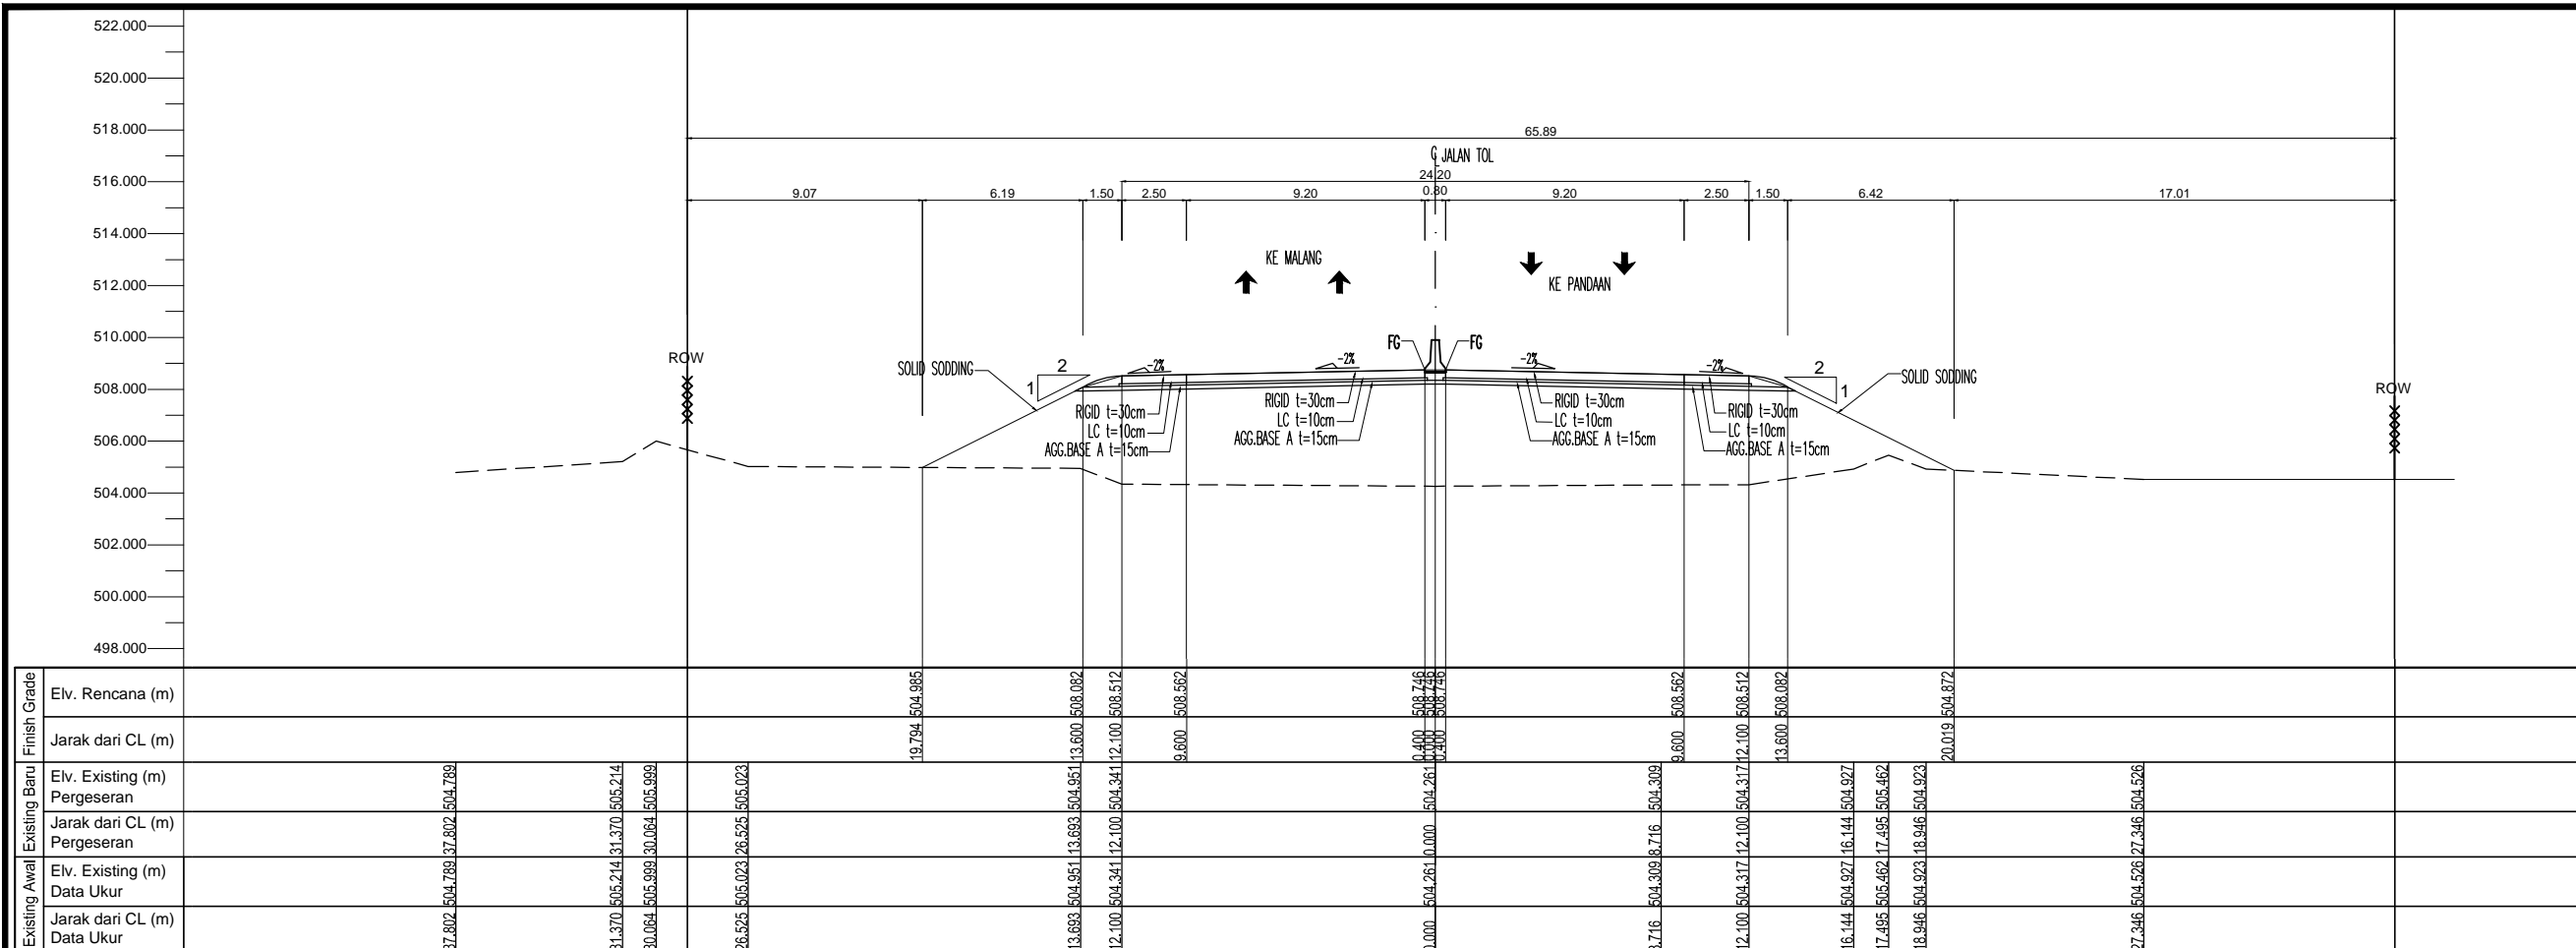 522.000
520.000
518.000
516.000
514.000
512.000
510.000
508.000
506.000
504.000
502.000
500.000
498.000
65.89
CL JALAN TOL
24.20
9.07 6.19 1.50 2.50 9.20 0.80 9.20 2.50 1.50 6.42 17.01
KE MALANG
KE PANDAAN
FG FG
ROW
SOLID SODDING
2
1
-2% -2% -2% -2%
2
1
SOLID SODDING
ROW
RIGID t=30cm
LC t=10cm
AGG.BASE A t=15cm
RIGID t=30cm
LC t=10cm
AGG.BASE A t=15cm
RIGID t=30cm
LC t=10cm
AGG.BASE A t=15cm
RIGID t=30cm
LC t=10cm
AGG.BASE A t=15cm
Finish Grade
Elv. Rencana (m)
504.985 508.082 508.512 508.562 508.746 508.746 508.746 508.562 508.512 508.082 504.872
Jarak dari CL (m)
19.794 13.600 12.100 9.600 0.400 0.000 0.400 9.600 12.100 13.600 20.019
Existing Baru
Elv. Existing (m)
Pergeseran
504.789 505.214 505.999 505.023 504.951 504.341 504.261 504.309 504.317 504.927 505.462 504.923 504.526
Jarak dari CL (m)
Pergeseran
37.802 31.370 30.064 26.525 13.693 12.100 0.000 8.716 12.100 16.144 17.495 18.946 27.346
Existing Awal
Elv. Existing (m)
Data Ukur
504.789 505.214 505.999 505.023 504.951 504.341 504.261 504.309 504.317 504.927 505.462 504.923 504.526
Jarak dari CL (m)
Data Ukur
37.802 31.370 30.064 26.525 13.693 12.100 0.000 8.716 12.100 16.144 17.495 18.946 27.346